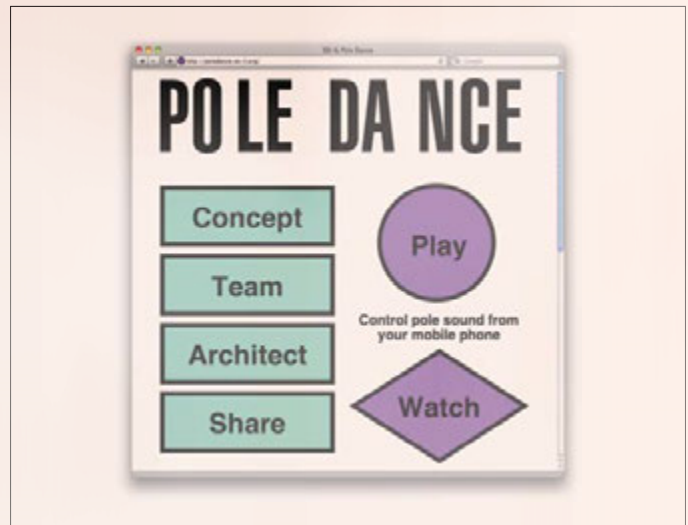 PO LE DA NCE
Concept
Team
Architect
Share
Play
Control pole sound from
your mobile phone
Watch